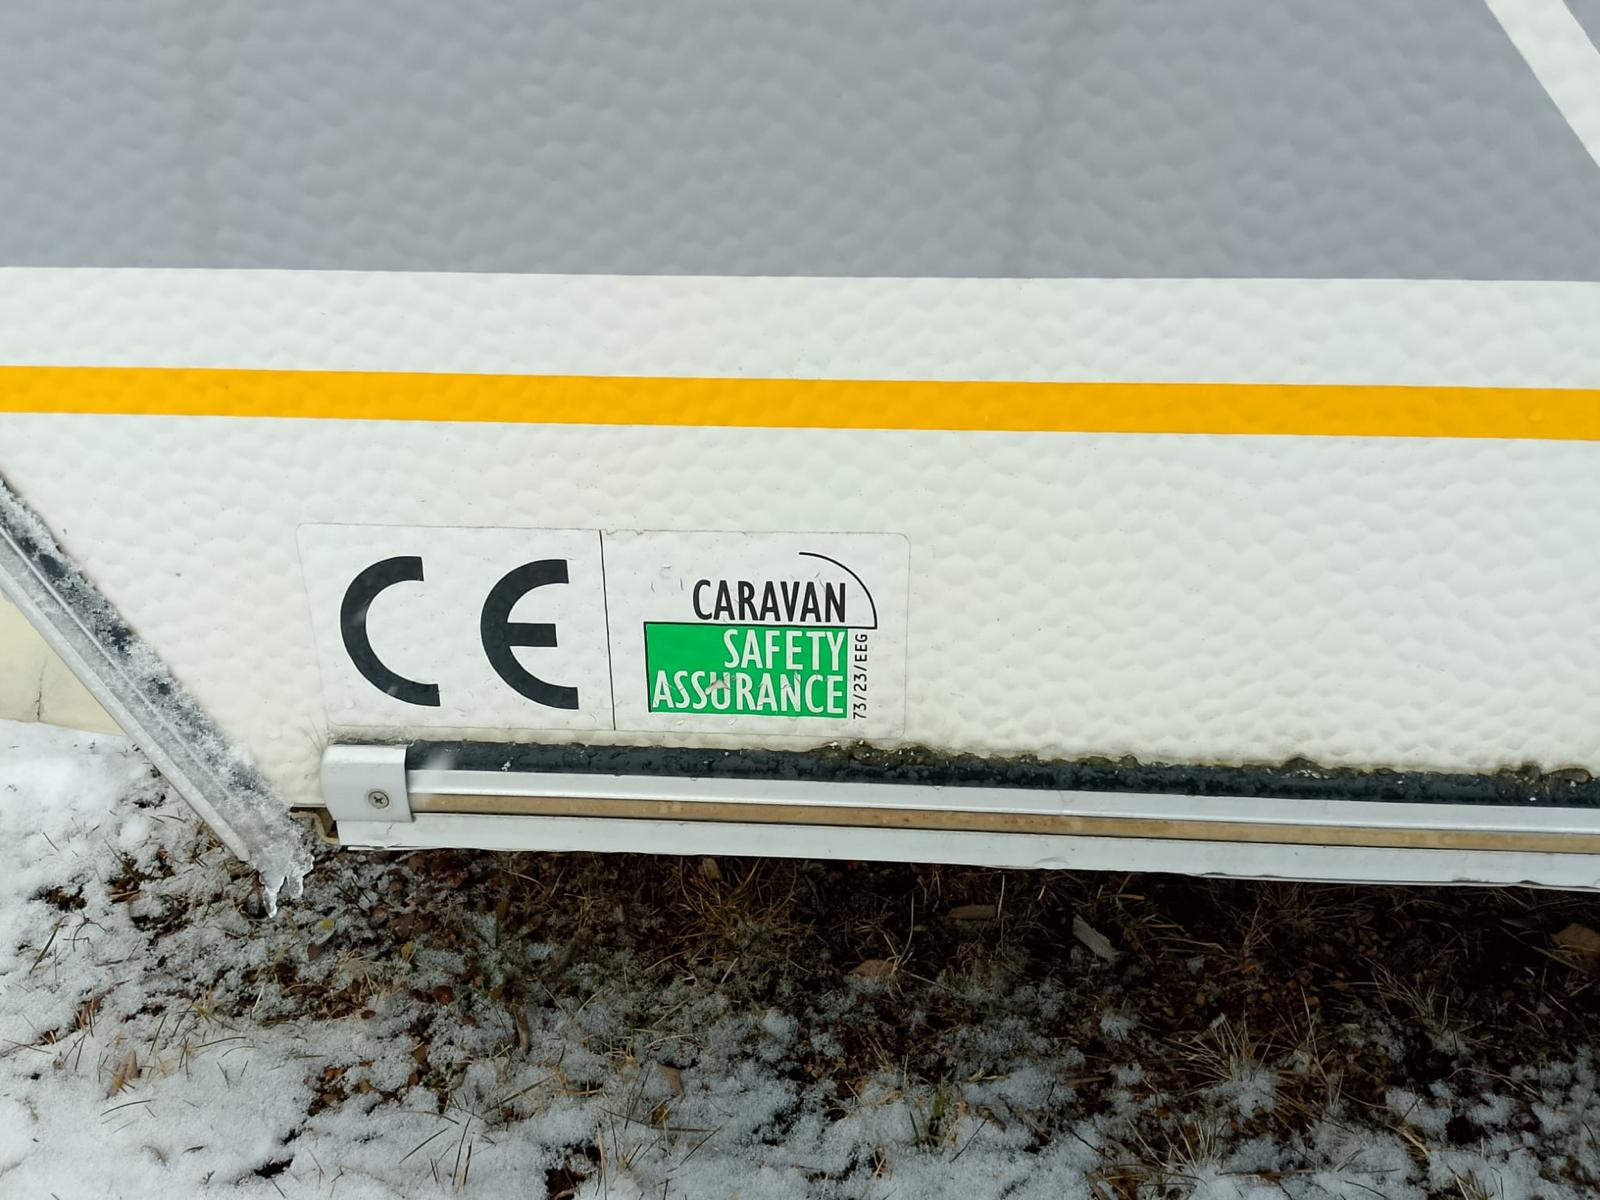 CE
CARAVAN
SAFETY
ASSURANCE
73/23/EEG